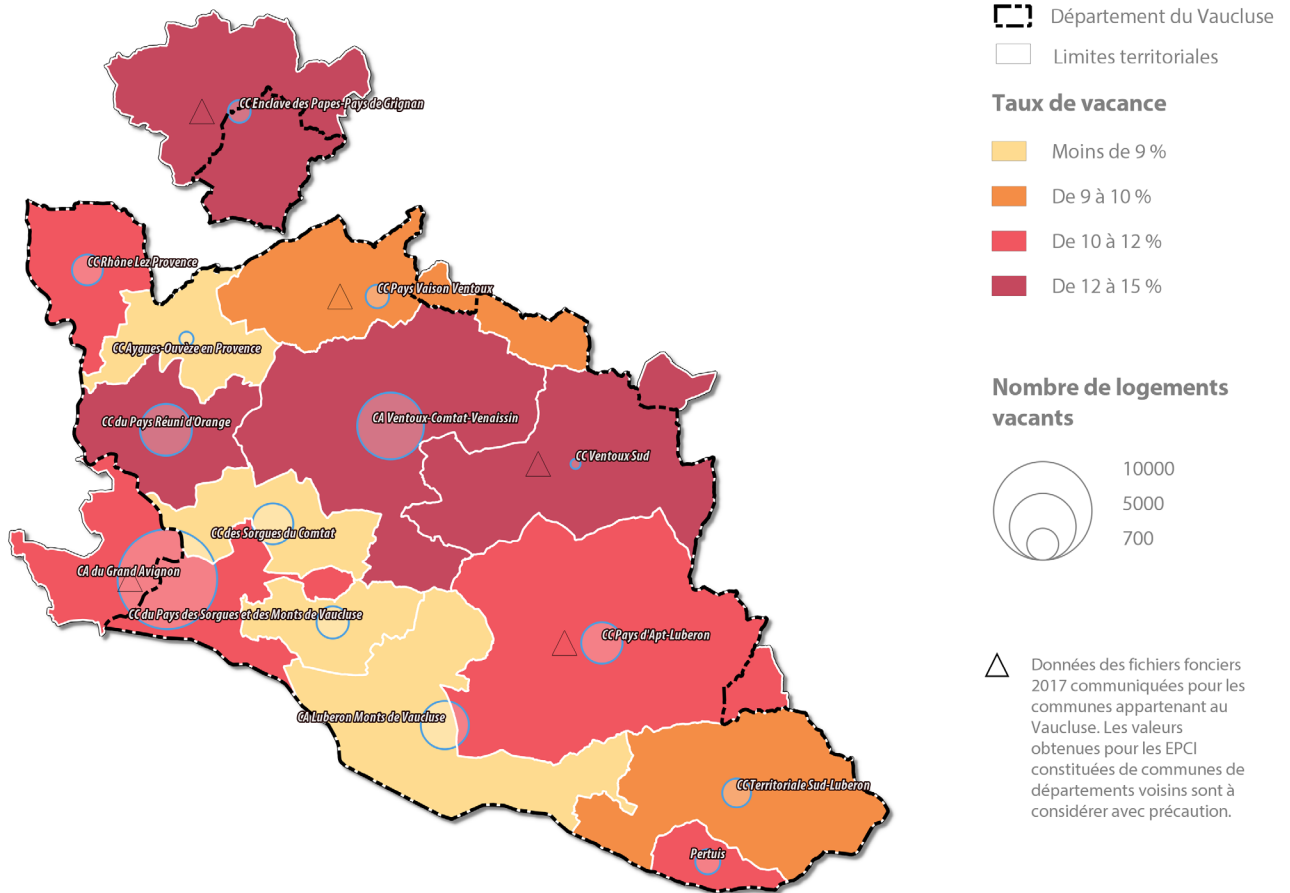 Département du Vaucluse
Limites territoriales
Taux de vacance
Moins de 9 %
De 9 à 10 %
De 10 à 12 %
De 12 à 15 %
Nombre de logements
vacants
10000
5000
700
Données des fichiers fonciers
2017 communiquées pour les
communes appartenant au
Vaucluse. Les valeurs
obtenues pour les EPCI
constituées de communes de
départements voisins sont à
considérer avec précaution.
CC Enclave des Papes-Pays de Grignan
CC Rhône Lez Provence
CC Pays Vaison Ventoux
CC Aygues-Ouvèze en Provence
CC du Pays Réuni d'Orange
CA Ventoux-Comtat-Venaissin
CC Ventoux Sud
CC des Sorgues du Comtat
CA du Grand Avignon
CC du Pays des Sorgues et des Monts de Vaucluse
CC Pays d'Apt-Luberon
CA Luberon Monts de Vaucluse
CC Territoriale Sud-Luberon
Pertuis